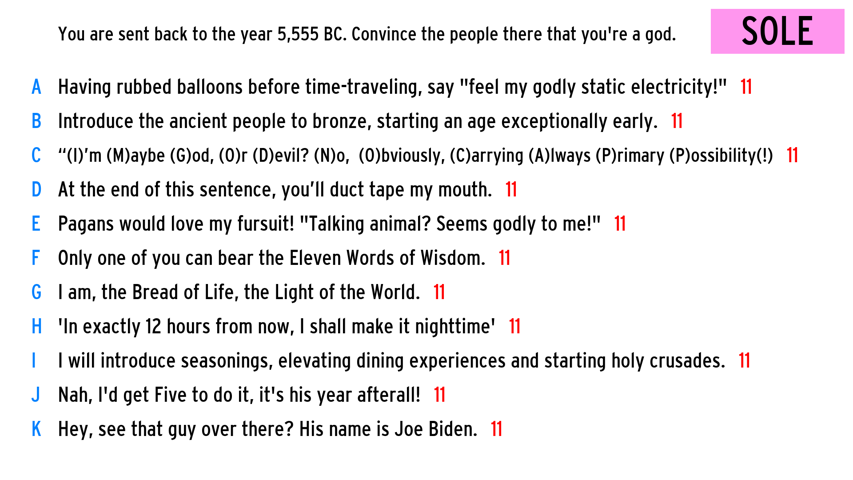 You are sent back to the year 5,555 BC. Convince the people there that you're a god.
SOLE
A Having rubbed balloons before time-traveling, say "feel my godly static electricity!" 11
B Introduce the ancient people to bronze, starting an age exceptionally early. 11
C “(I)’m (M)aybe (G)od, (O)r (D)evil? (N)o, (O)bviously, (C)arrying (A)lways (P)rimary (P)ossibility(!) 11
D At the end of this sentence, you’ll duct tape my mouth. 11
E Pagans would love my fursuit! "Talking animal? Seems godly to me!" 11
F Only one of you can bear the Eleven Words of Wisdom. 11
G I am, the Bread of Life, the Light of the World. 11
H 'In exactly 12 hours from now, I shall make it nighttime' 11
I I will introduce seasonings, elevating dining experiences and starting holy crusades. 11
J Nah, I'd get Five to do it, it's his year afterall! 11
K Hey, see that guy over there? His name is Joe Biden. 11